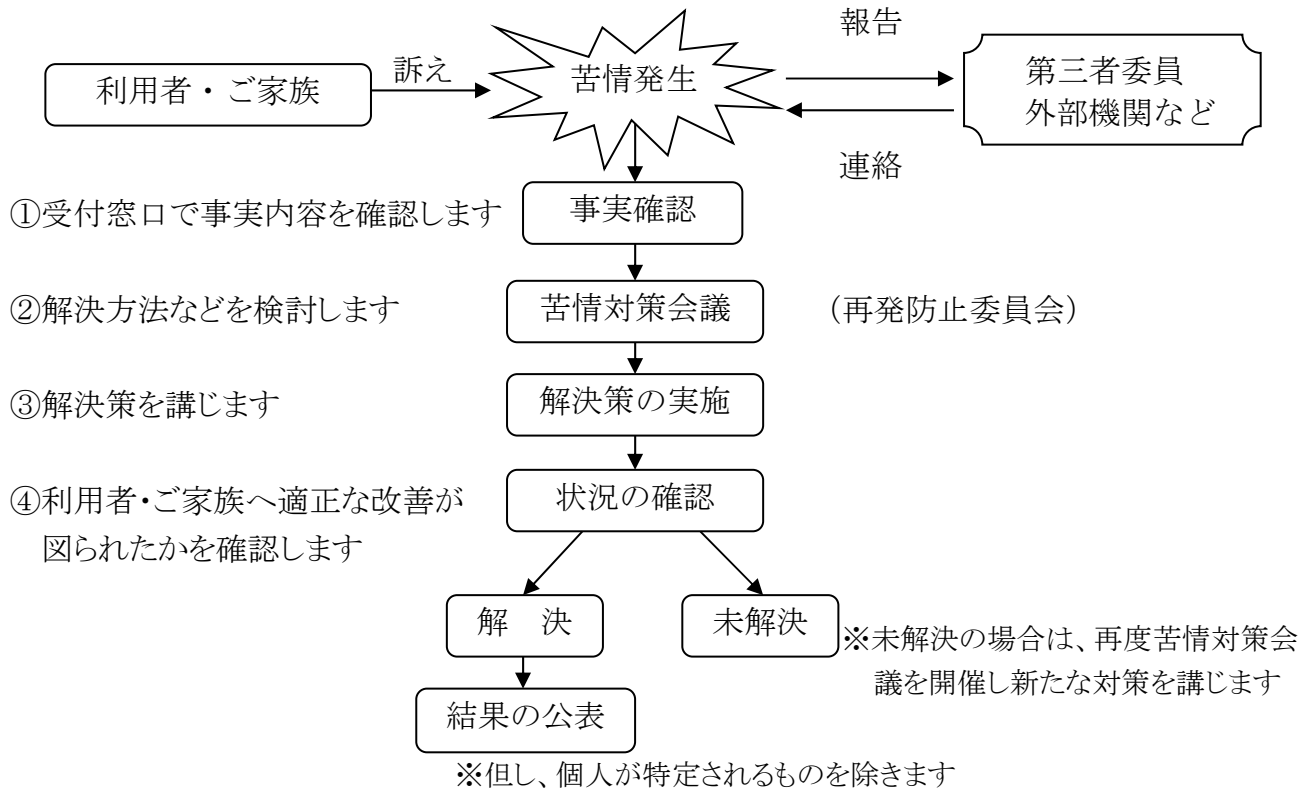 報告
利用者・ご家族
訴え
苦情発生
第三者委員
外部機関など
連絡
①受付窓口で事実内容を確認します
事実確認
②解決方法などを検討します
苦情対策会議
（再発防止委員会）
③解決策を講じます
解決策の実施
④利用者・ご家族へ適正な改善が
図られたかを確認します
状況の確認
解　決
未解決
※未解決の場合は、再度苦情対策会
議を開催し新たな対策を講じます
結果の公表
※但し、個人が特定されるものを除きます